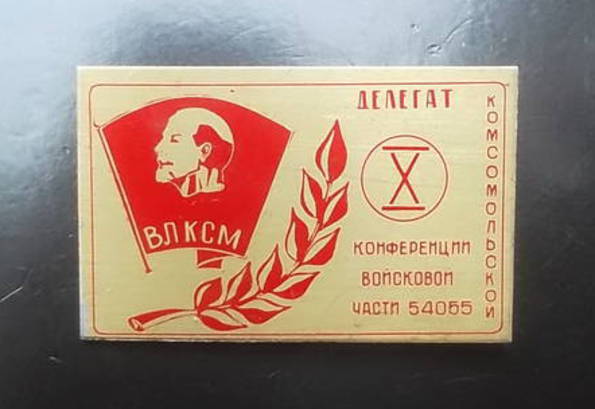 ВЛКСМ
ДЕЛЕГАТ
X
КОМСОМОЛЬСКОЙ
КОНФЕРЕНЦИИ
ВОЙСКОВОЙ
ЧАСТИ 54055